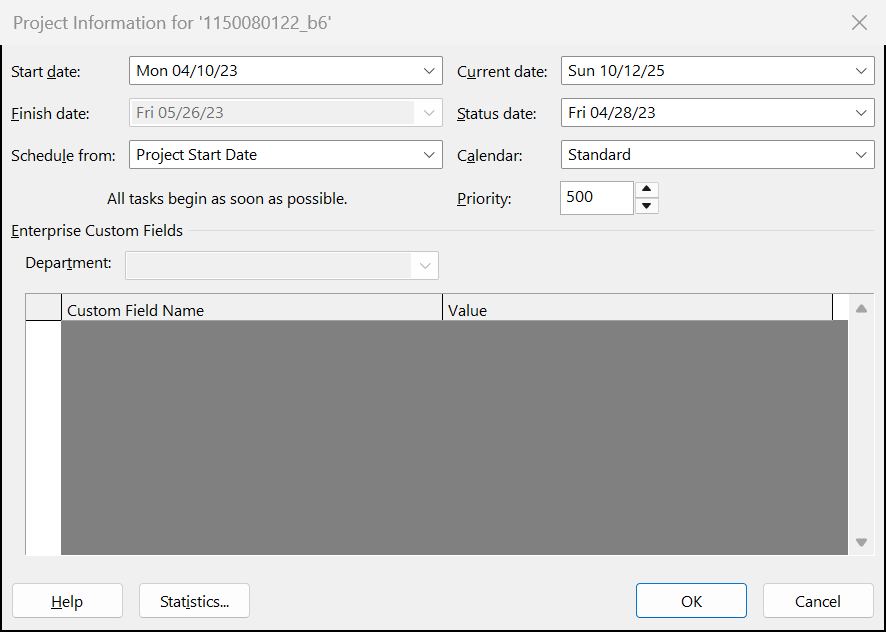 Project Information for '1150080122_b6'
Start date: Mon 04/10/23 Current date: Sun 10/12/25
Finish date: Fri 05/26/23 Status date: Fri 04/28/23
Schedule from: Project Start Date Calendar: Standard
All tasks begin as soon as possible. Priority: 500
Enterprise Custom Fields
Department:
Custom Field Name Value
Help Statistics... OK Cancel